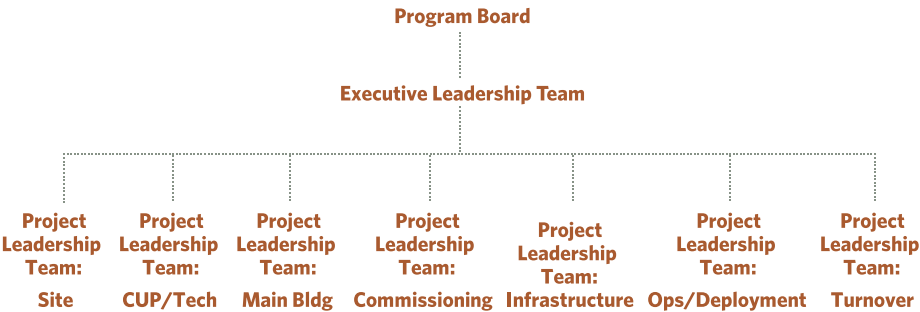 Program Board
Executive Leadership Team
Project
Leadership
Team:
Site
Project
Leadership
Team:
CUP/Tech
Project
Leadership
Team:
Main Bldg
Project
Leadership
Team:
Commissioning
Project
Leadership
Team:
Infrastructure
Project
Leadership
Team:
Ops/Deployment
Project
Leadership
Team:
Turnover